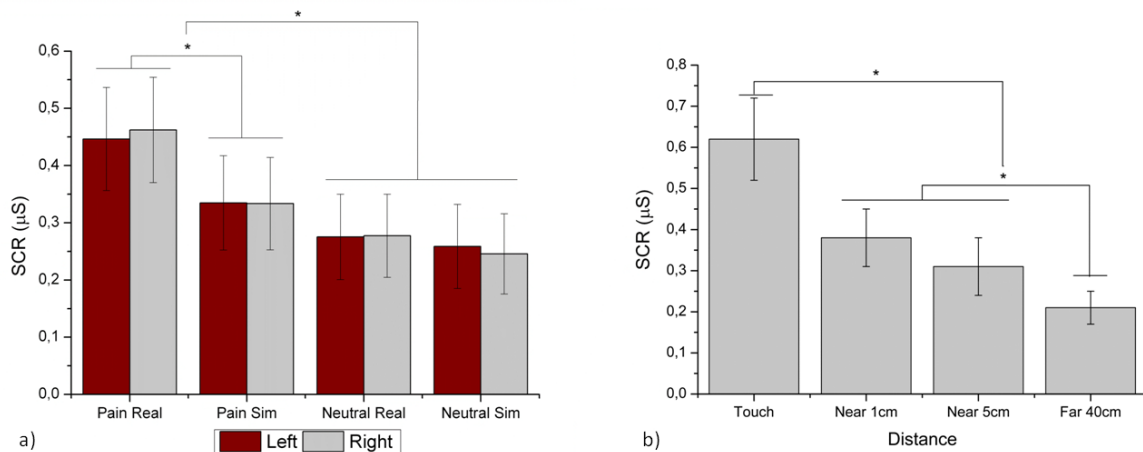 *
*
0,6
0,5
0,4
0,3
0,2
0,1
0,0
SCR (μS)
Pain Real Pain Sim Neutral Real Neutral Sim
Left Right
a)
*
*
0,8
0,7
0,6
0,5
0,4
0,3
0,2
0,1
0,0
SCR (μS)
Touch Near 1cm Near 5cm Far 40cm
Distance
b)